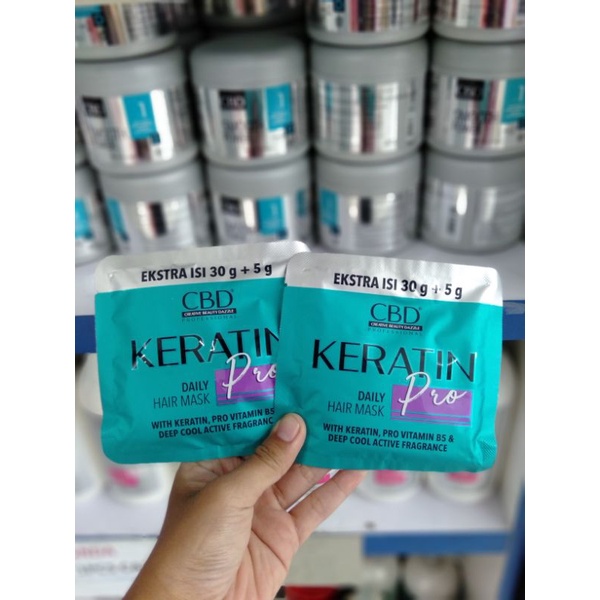 EKSTRA ISI 30 g + 5 g
CBD
CREATIVE BEAUTY DAZZLE
PROFESSIONAL
KERATIN
Pro
DAILY
HAIR MASK
WITH KERATIN, PRO VITAMIN B5 &
DEEP COOL ACTIVE FRAGRANCE
EKSTRA ISI 30 g + 5 g
CBD
CREATIVE BEAUTY DAZZLE
PROFESSIONAL
KERATIN
Pro
DAILY
HAIR MASK
WITH KERATIN, PRO VITAMIN B5 &
DEEP COOL ACTIVE FRAGRANCE